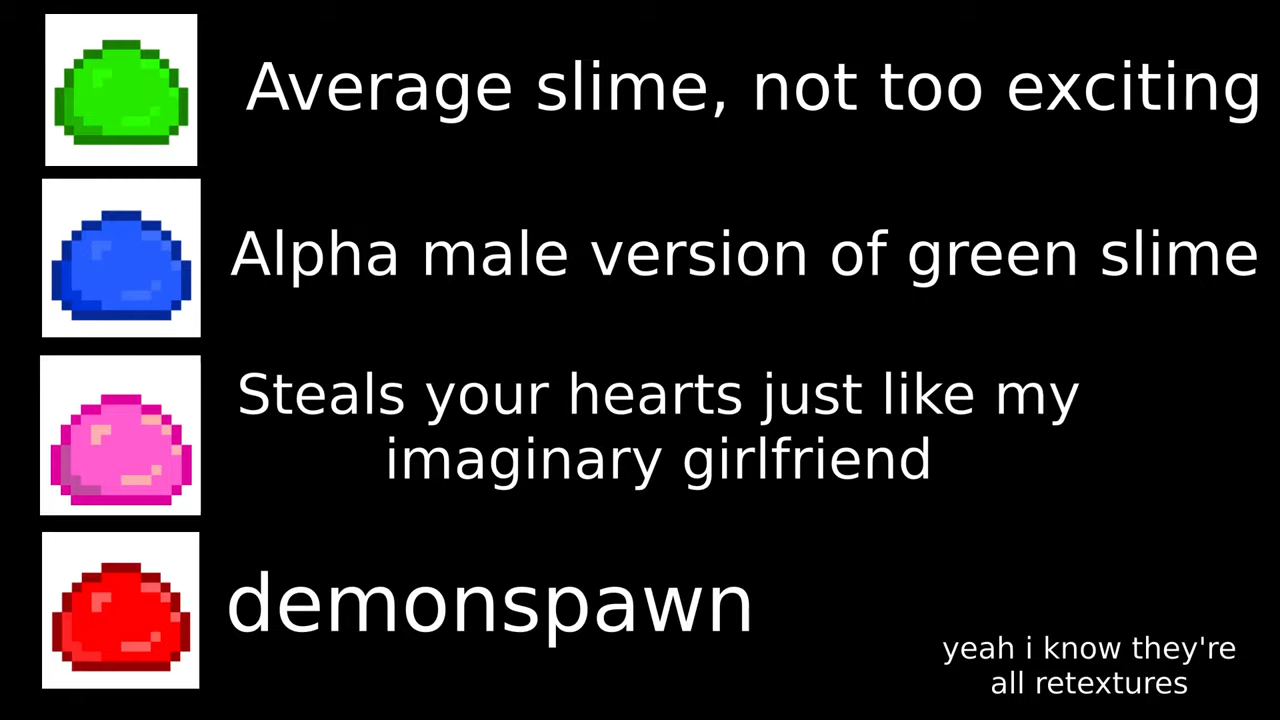 Average slime, not too exciting
Alpha male version of green slime
Steals your hearts just like my
imaginary girlfriend
demonspawn
yeah i know they're
all retextures